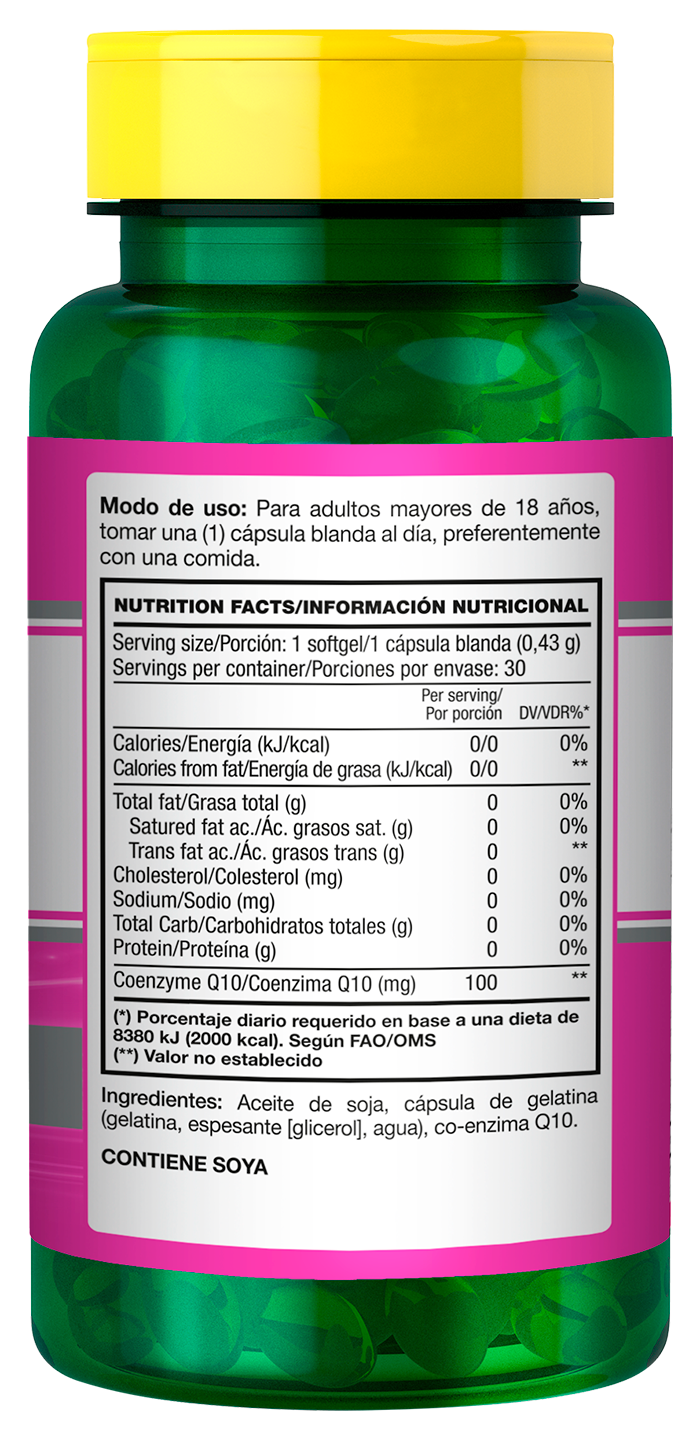 Modo de uso: Para adultos mayores de 18 años,
tomar una (1) cápsula blanda al día, preferentemente
con una comida.
NUTRITION FACTS/INFORMACIÓN NUTRICIONAL
Serving size/Porción: 1 softgel/1 cápsula blanda (0,43 g)
Servings per container/Porciones por envase: 30
Per serving/
Por porción DV/VDR%*
Calories/Energía (kJ/kcal) 0/0 0%
Calories from fat/Energía de grasa (kJ/kcal) 0/0 **
Total fat/Grasa total (g) 0 0%
Satured fat ac./Ác. grasos sat. (g) 0 0%
Trans fat ac./Ác. grasos trans (g) 0 **
Cholesterol/Colesterol (mg) 0 0%
Sodium/Sodio (mg) 0 0%
Total Carb/Carbohidratos totales (g) 0 0%
Protein/Proteína (g) 0 0%
Coenzyme Q10/Coenzima Q10 (mg) 100 **
(*) Porcentaje diario requerido en base a una dieta de
8380 kJ (2000 kcal). Según FAO/OMS
(**) Valor no establecido
Ingredientes: Aceite de soja, cápsula de gelatina
(gelatina, espesante [glicerol], agua), co-enzima Q10.
CONTIENE SOYA